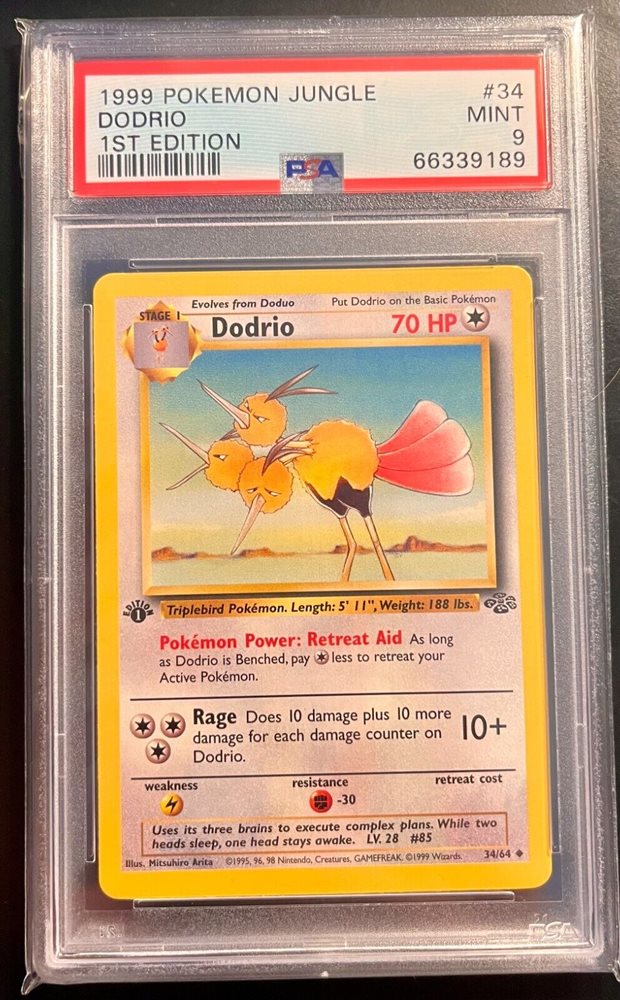 1999 POKEMON JUNGLE #34
DODRIO MINT
1ST EDITION 9
66339189
PSA
Evolves from Doduo Put Dodrio on the Basic Pokémon
STAGE 1
Dodrio 70 HP
EDITION
1
Triplebird Pokémon. Length: 5' 11", Weight: 188 lbs.
Pokémon Power: Retreat Aid As long
as Dodrio is Benched, pay less to retreat your
Active Pokémon.
Rage Does 10 damage plus 10 more
damage for each damage counter on
Dodrio.
10+
weakness resistance retreat cost
-30
Uses its three brains to execute complex plans. While two
heads sleep, one head stays awake. LV. 28 #85
Illus. Mitsuhiro Arita ©1995, 96, 98 Nintendo, Creatures, GAMEFREAK. ©1999 Wizards. 34/64
PSA